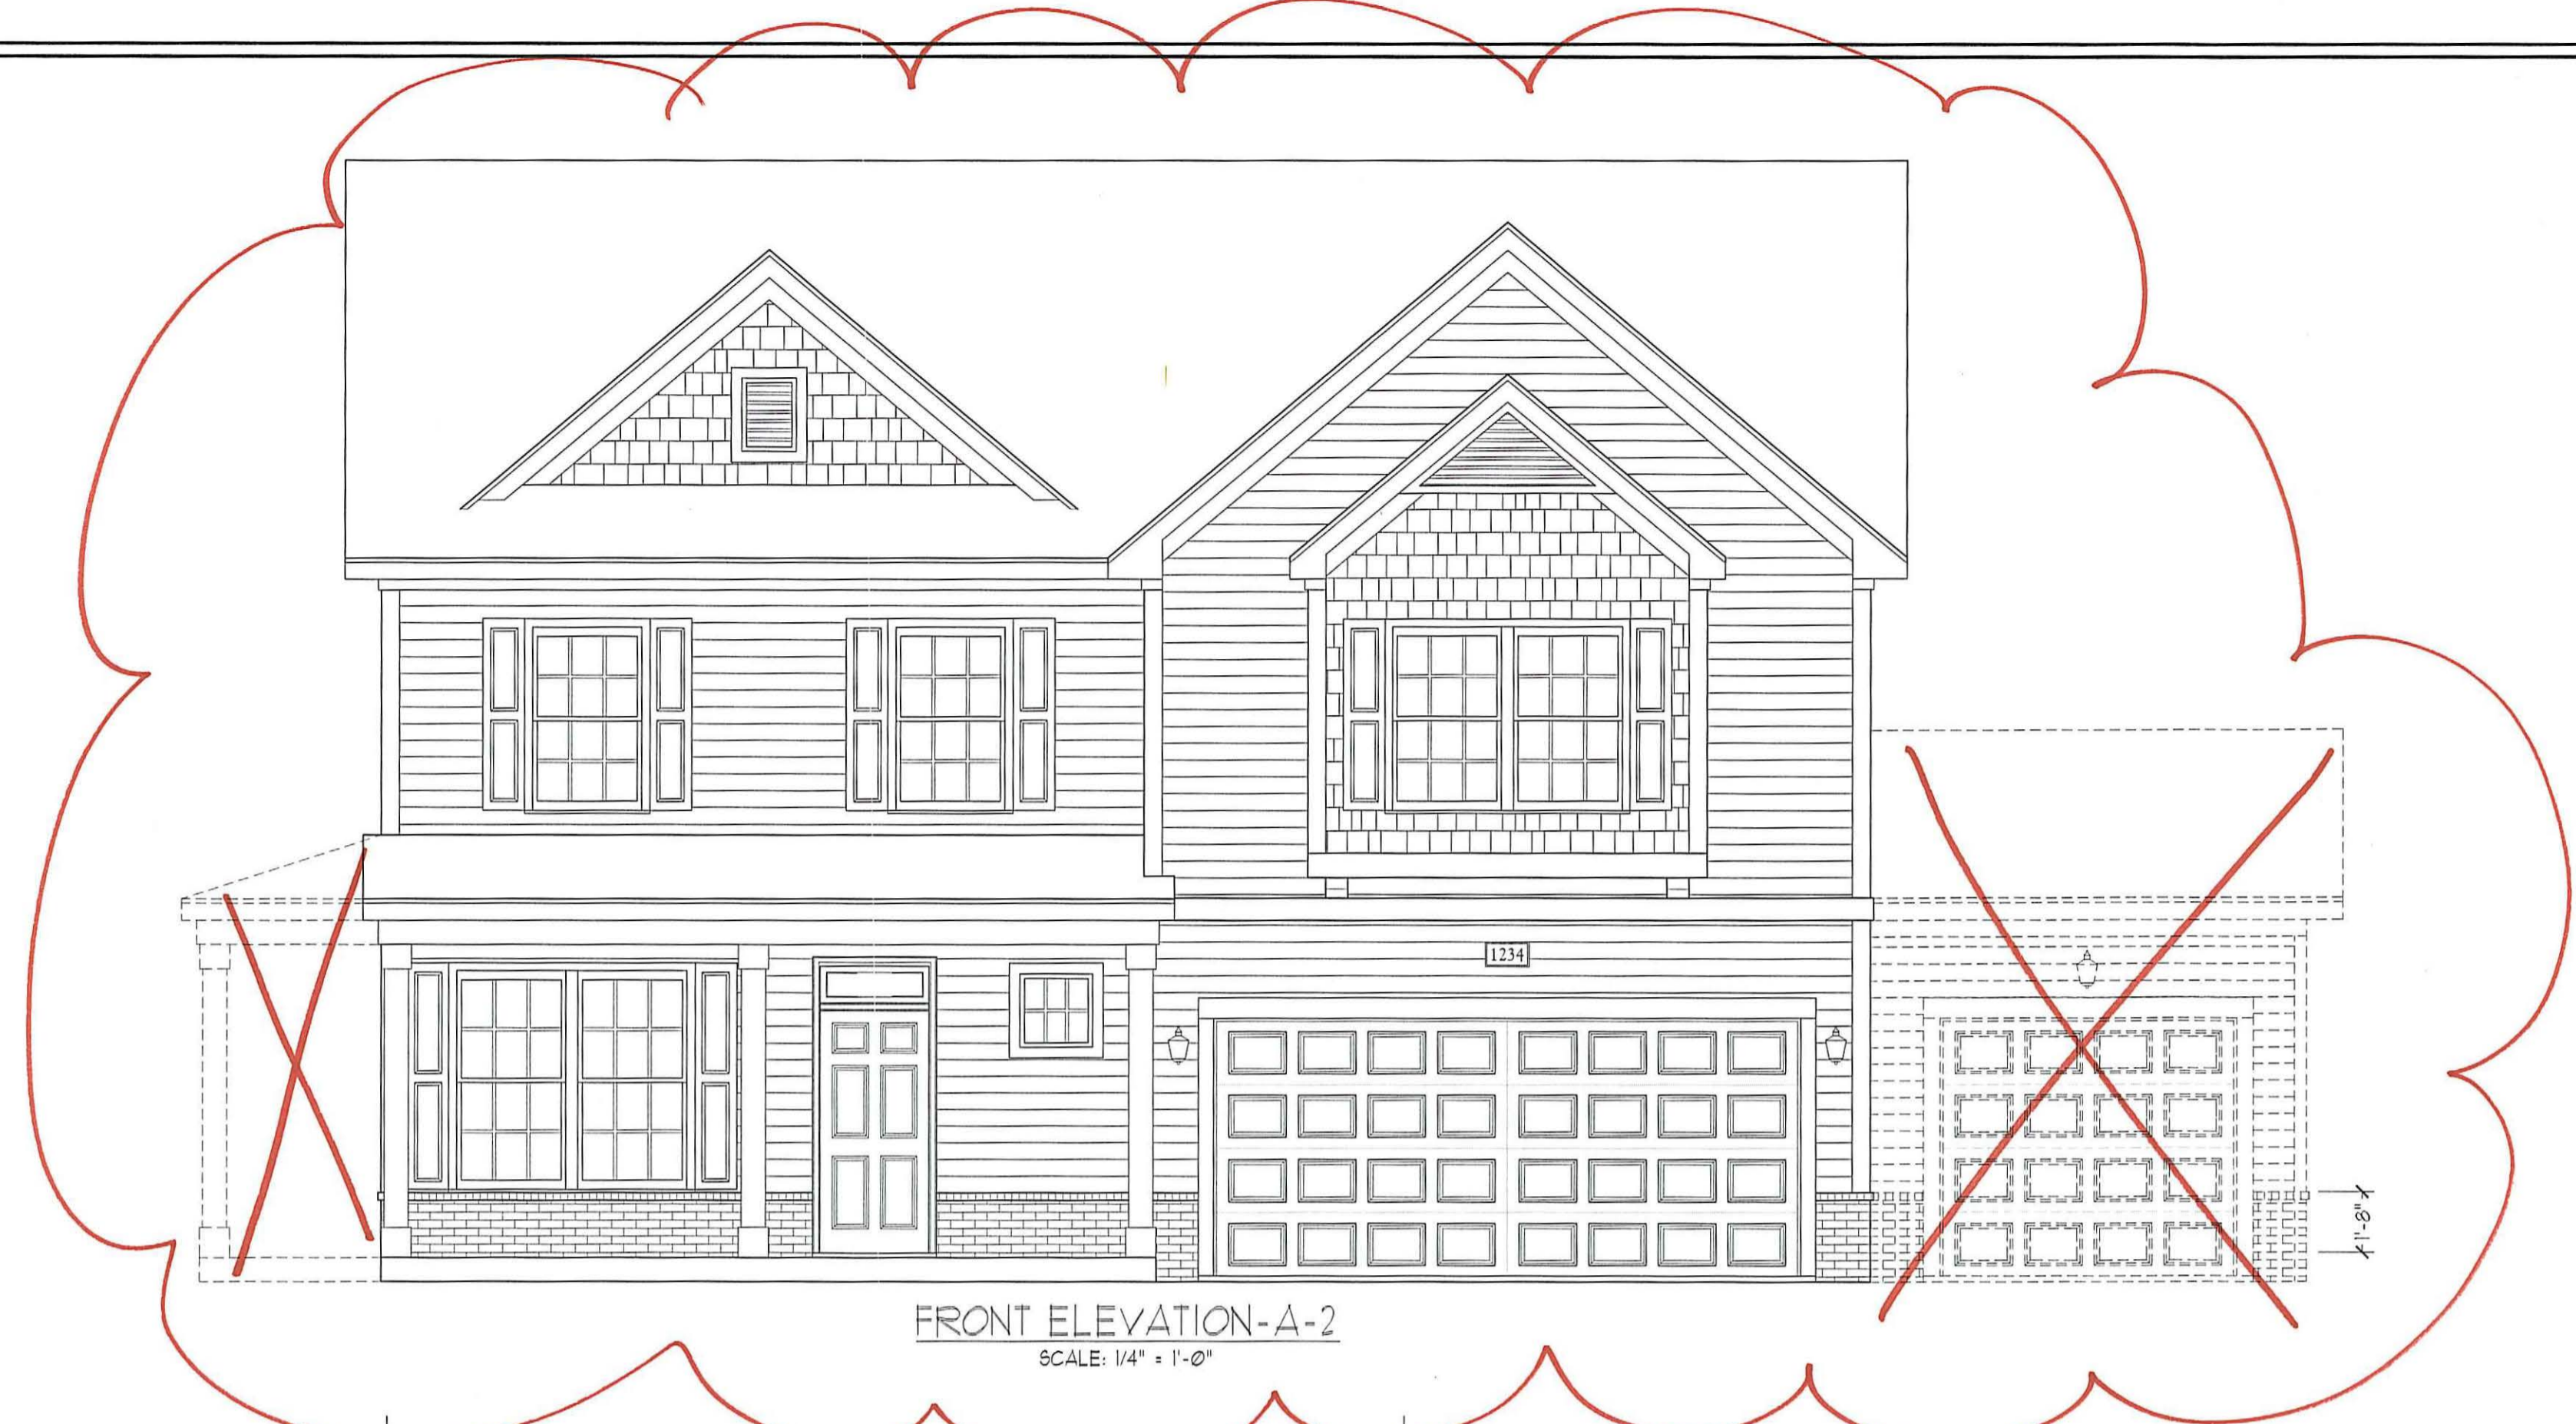 1234
1'-8"
FRONT ELEVATION-A-2
SCALE: 1/4" = 1'-0"